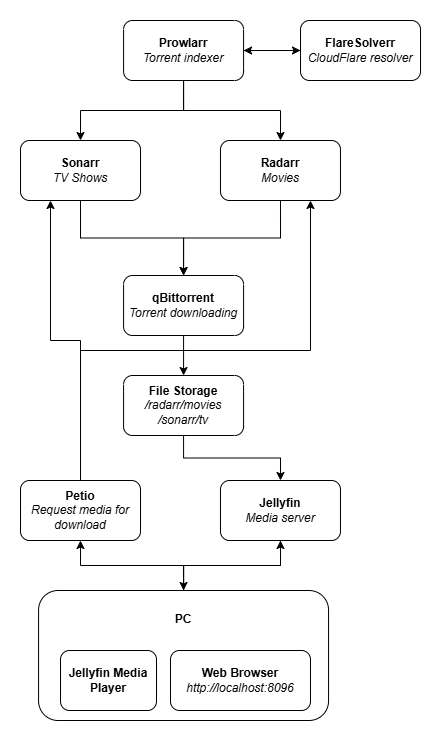 Prowlarr
Torrent indexer
FlareSolverr
CloudFlare resolver
Sonarr
TV Shows
Radarr
Movies
qBittorrent
Torrent downloading
File Storage
/radarr/movies
/sonarr/tv
Petio
Request media for
download
Jellyfin
Media server
PC
Jellyfin Media
Player
Web Browser
http://localhost:8096